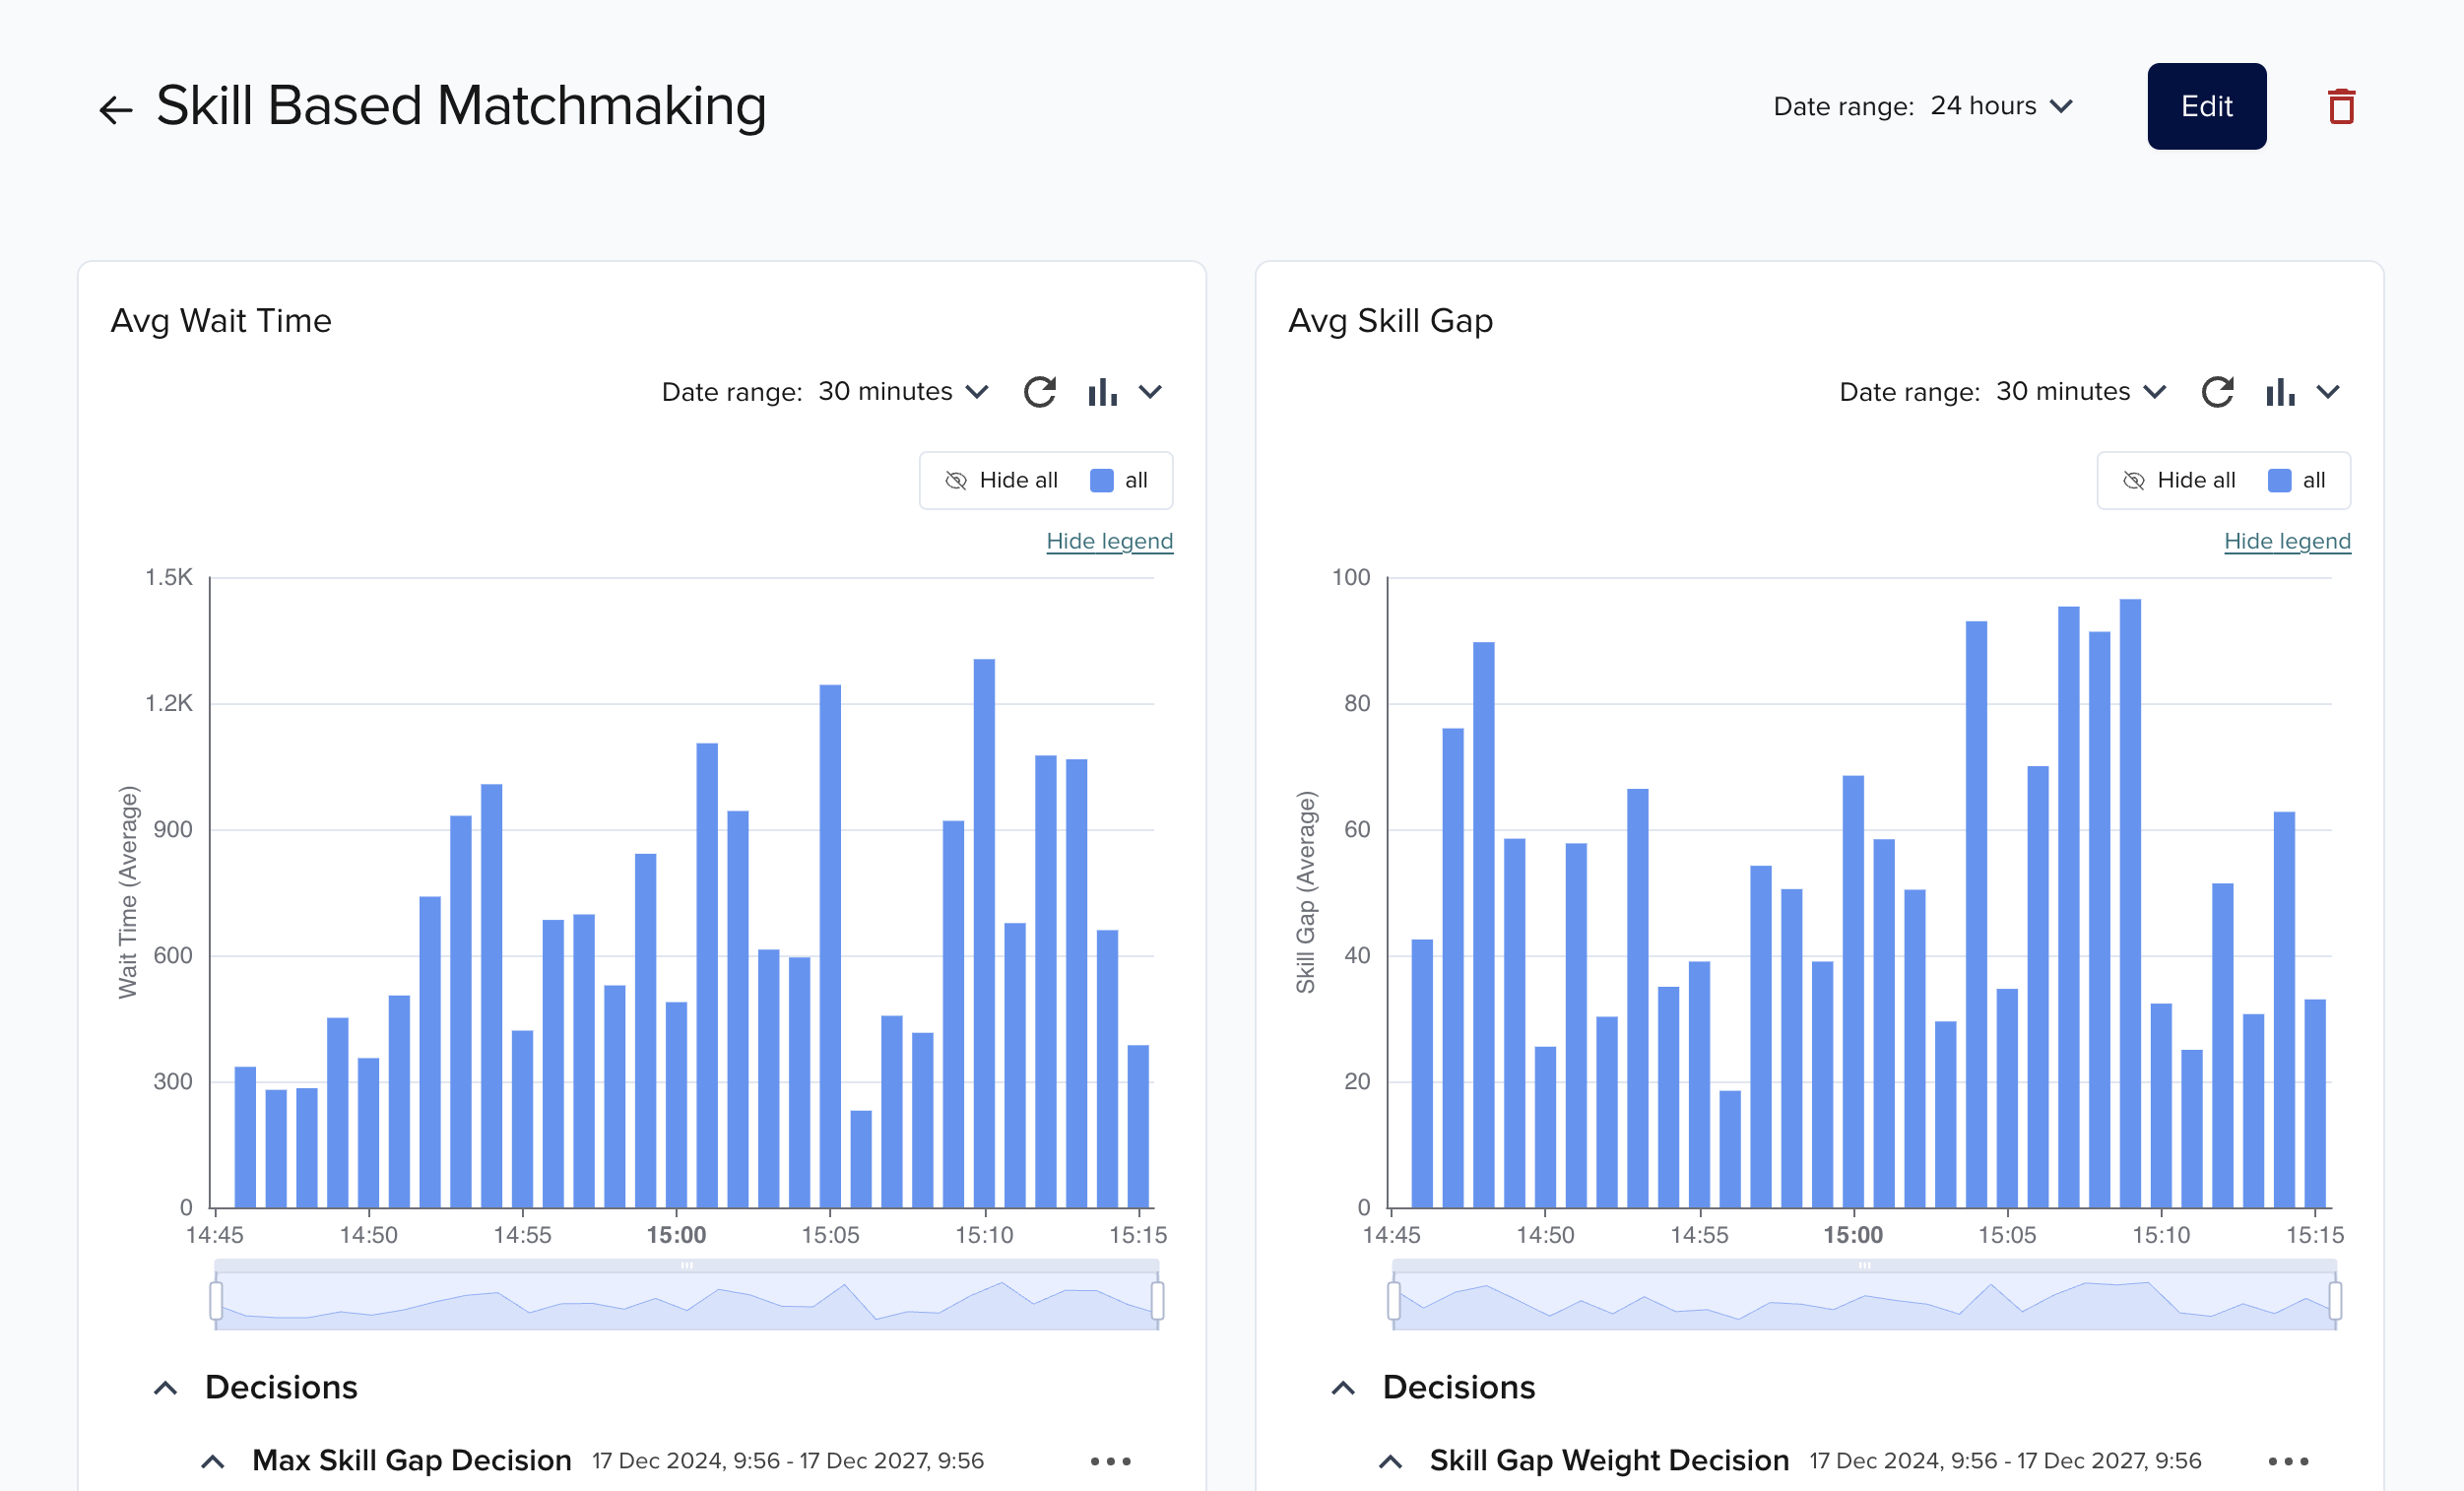 Skill Based Matchmaking
Date range: 24 hours
Edit
Avg Wait Time
Date range: 30 minutes
Hide all all
Hide legend
1.5K
1.2K
900
600
300
0
Wait Time (Average)
14:45 14:50 14:55 15:00 15:05 15:10 15:15
Decisions
Max Skill Gap Decision 17 Dec 2024, 9:56 - 17 Dec 2027, 9:56
Avg Skill Gap
Date range: 30 minutes
Hide all all
Hide legend
100
80
60
40
20
0
Skill Gap (Average)
14:45 14:50 14:55 15:00 15:05 15:10 15:15
Decisions
Skill Gap Weight Decision 17 Dec 2024, 9:56 - 17 Dec 2027, 9:56